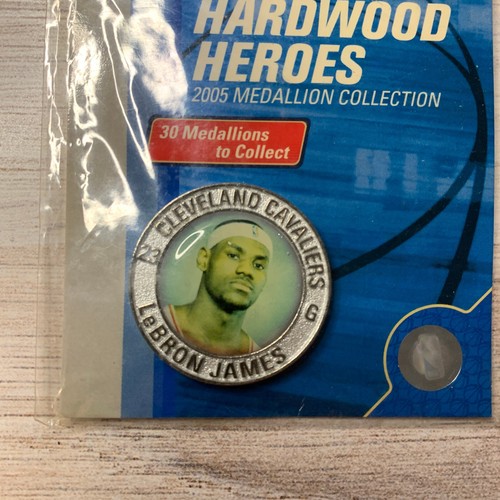 HARDWOOD
HEROES
2005 MEDALLION COLLECTION
30 Medallions
to Collect
CLEVELAND CAVALIERS
23
G
LeBRON JAMES